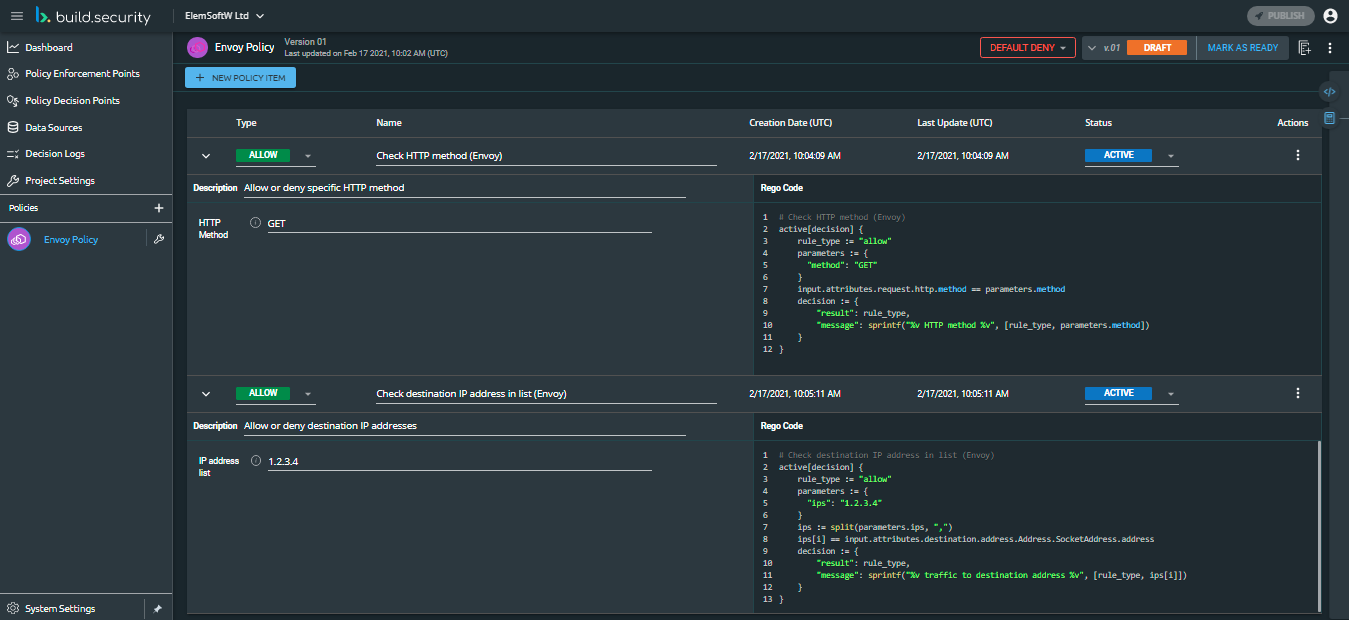 build.security
ElemSoftW Ltd
PUBLISH
Dashboard
Policy Enforcement Points
Policy Decision Points
Data Sources
Decision Logs
Project Settings
Policies
Envoy Policy
System Settings
Envoy Policy
Version 01
Last updated on Feb 17 2021, 10:02 AM (UTC)
DEFAULT DENY
v.01
DRAFT
MARK AS READY
NEW POLICY ITEM
Type Name Creation Date (UTC) Last Update (UTC) Status Actions
ALLOW Check HTTP method (Envoy) 2/17/2021, 10:04:09 AM 2/17/2021, 10:04:09 AM ACTIVE
Description Allow or deny specific HTTP method
HTTP
Method
GET
Rego Code
1 # Check HTTP method (Envoy)
2 active[decision] {
3 rule_type := "allow"
4 parameters := {
5 "method": "GET"
6 }
7 input.attributes.request.http.method == parameters.method
8 decision := {
9 "result": rule_type,
10 "message": sprintf("%v HTTP method %v", [rule_type, parameters.method])
11 }
12 }
ALLOW Check destination IP address in list (Envoy) 2/17/2021, 10:05:11 AM 2/17/2021, 10:05:11 AM ACTIVE
Description Allow or deny destination IP addresses
IP address
list
1.2.3.4
Rego Code
1 # Check destination IP address in list (Envoy)
2 active[decision] {
3 rule_type := "allow"
4 parameters := {
5 "ips": "1.2.3.4"
6 }
7 ips := split(parameters.ips, ",")
8 ips[i] == input.attributes.destination.address.Address.SocketAddress.address
9 decision := {
10 "result": rule_type,
11 "message": sprintf("%v traffic to destination address %v", [rule_type, ips[i]])
12 }
13 }